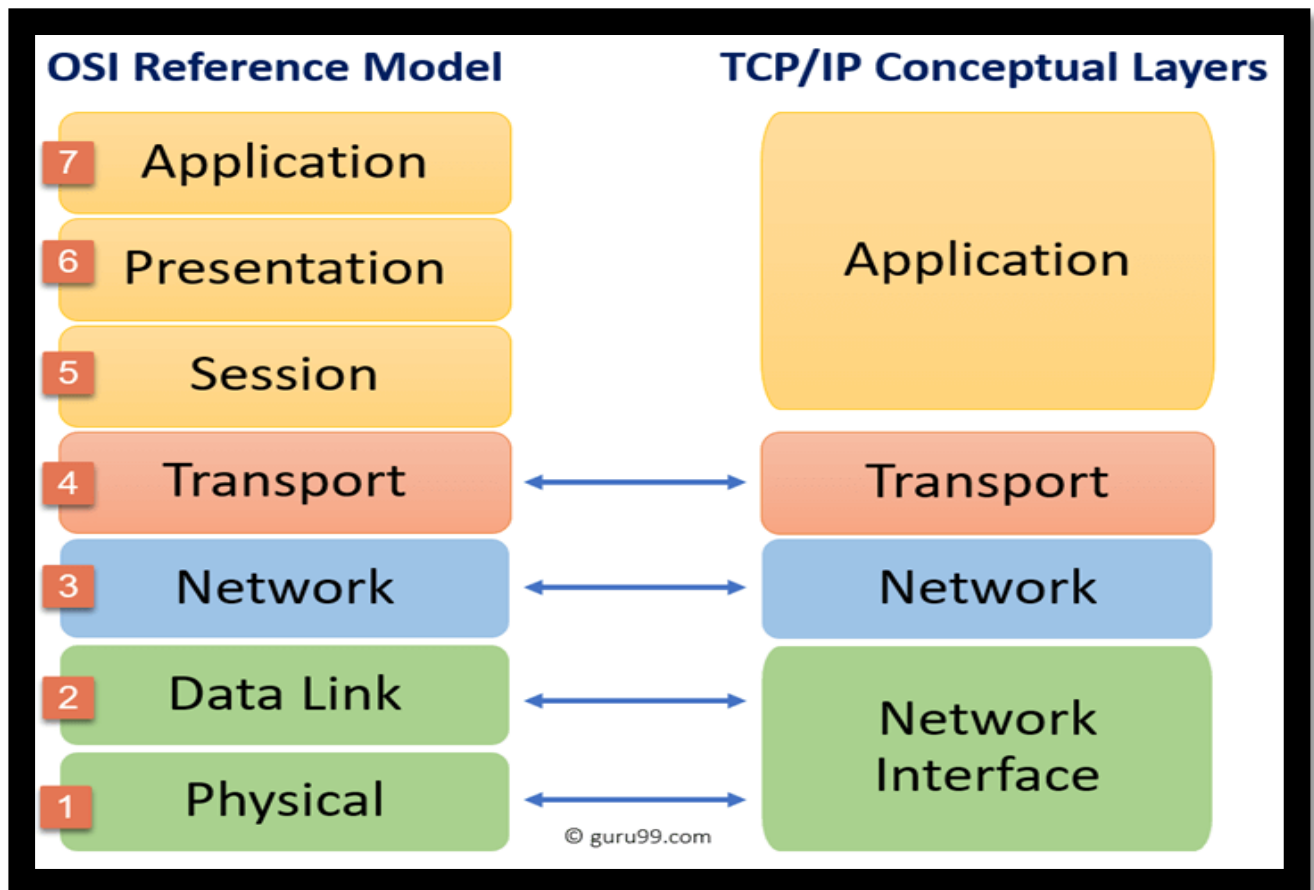 OSI Reference Model
TCP/IP Conceptual Layers
7
Application
6
Presentation
5
Session
4
Transport
3
Network
2
Data Link
1
Physical
Application
Transport
Network
Network
Interface
© guru99.com